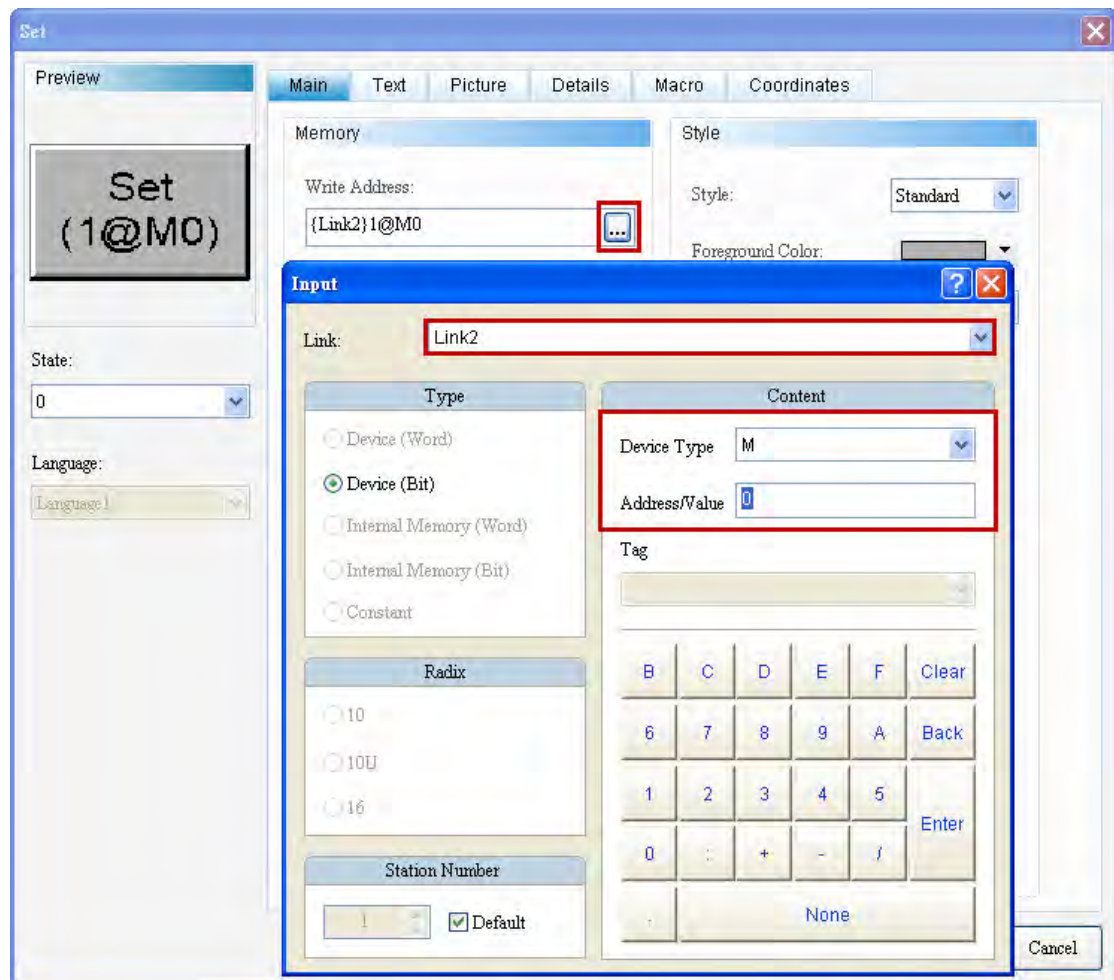 Set
Preview
Set
(1@M0)
State:
0
Language:
Language1
Main Text Picture Details Macro Coordinates
Memory
Write Address:
{Link2}1@M0
...
Style
Style:
Standard
Foreground Color:
Input
?
Link:
Link2
Type
Device (Word)
Device (Bit)
Internal Memory (Word)
Internal Memory (Bit)
Constant
Radix
10
10U
16
Station Number
1
Default
Content
Device Type
M
Address/Value
0
Tag
B C D E F Clear
6 7 8 9 A Back
1 2 3 4 5
Enter
0 : + - /
. None
Cancel